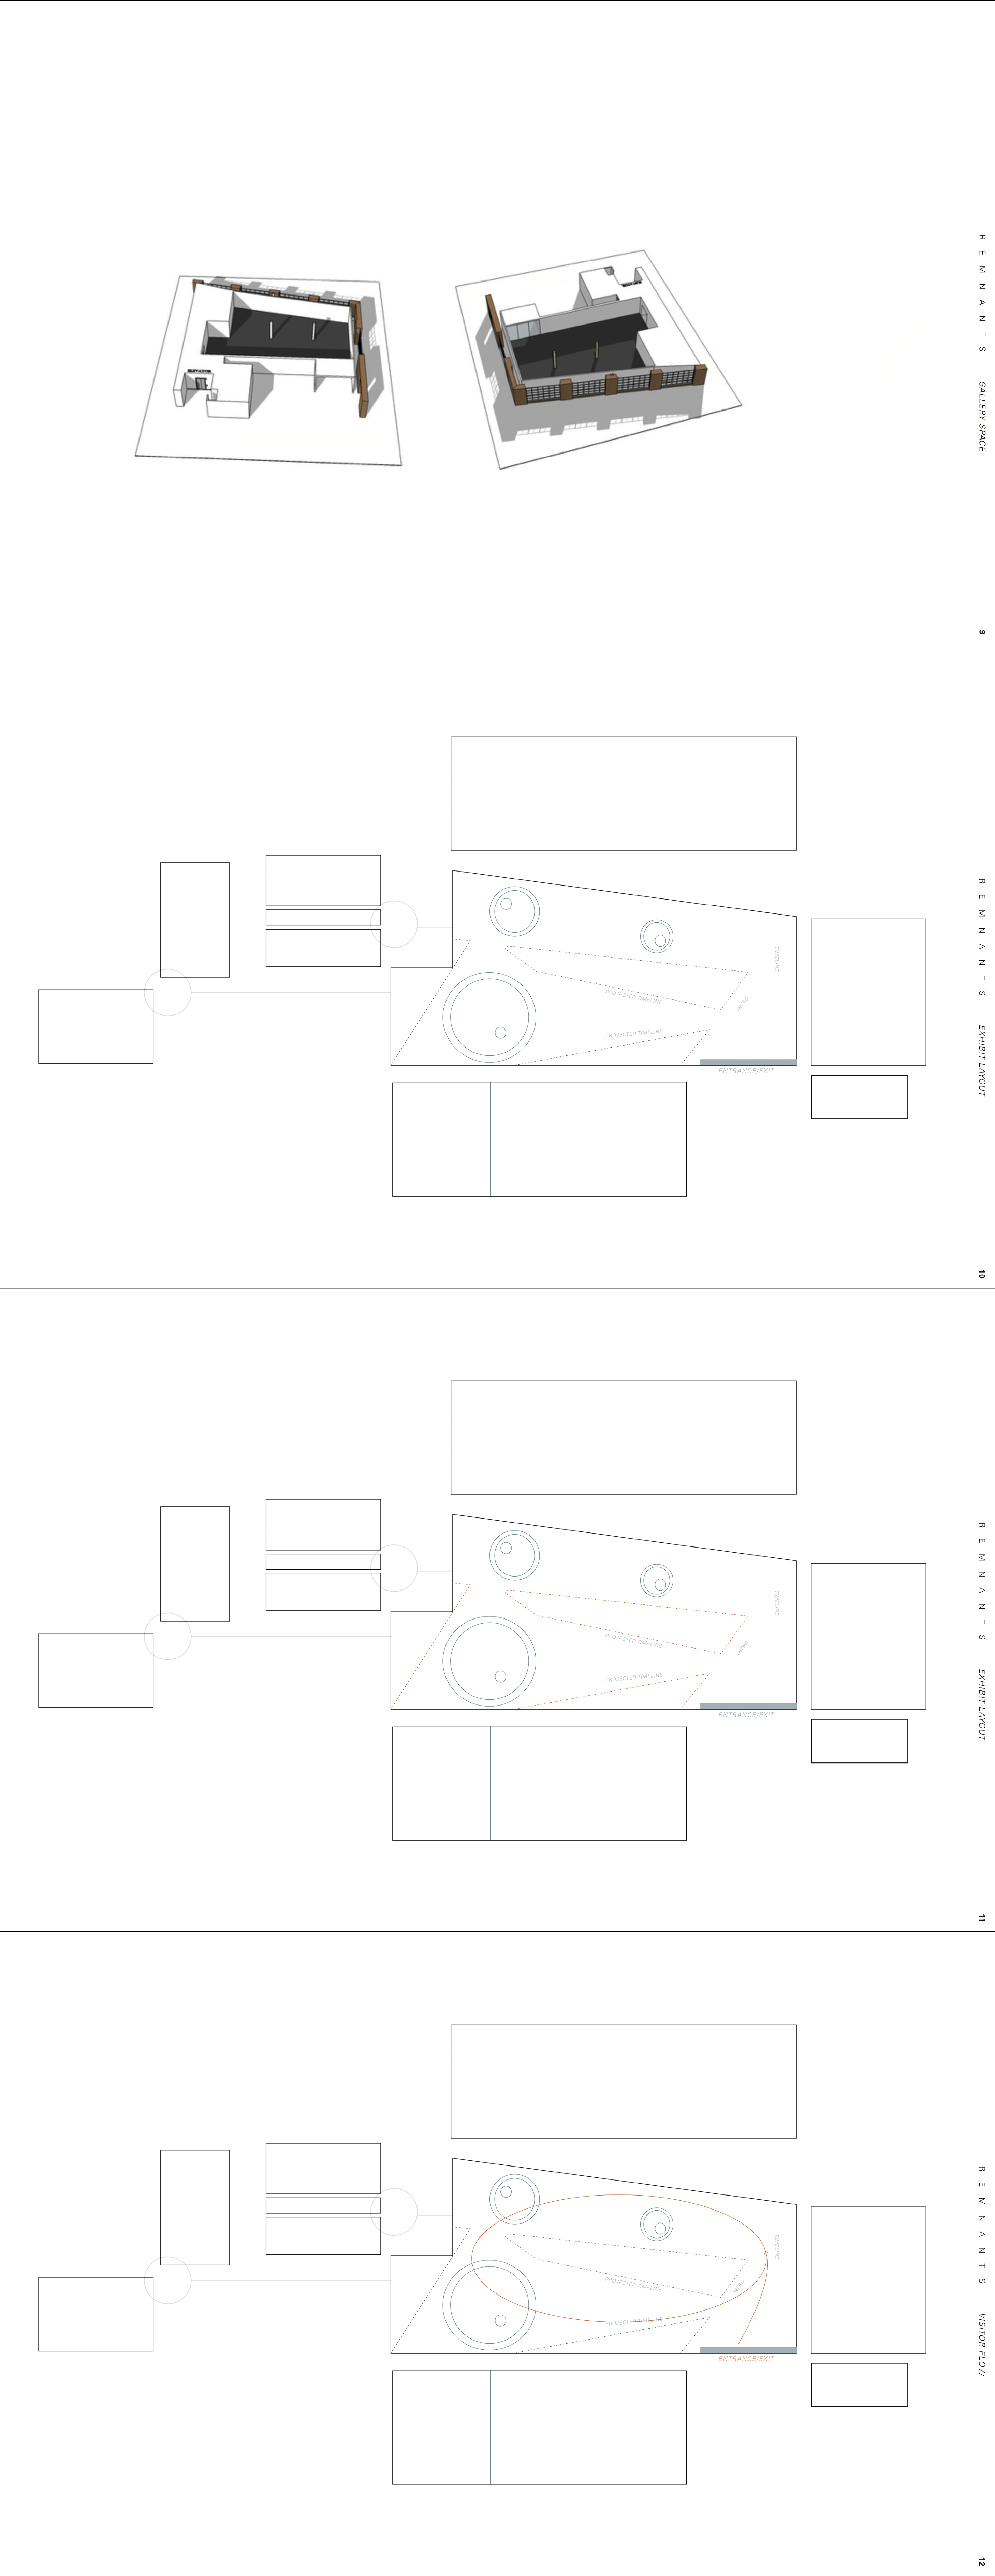 R E M N A N T S GALLERY SPACE
ELEVATOR
9
R E M N A N T S EXHIBIT LAYOUT
TIMELINE
INTRO
PROJECTED TIMELINE
PROJECTED TIMELINE
ENTRANCE/EXIT
10
R E M N A N T S EXHIBIT LAYOUT
TIMELINE
INTRO
PROJECTED TIMELINE
PROJECTED TIMELINE
ENTRANCE/EXIT
11
R E M N A N T S VISITOR FLOW
TIMELINE
INTRO
PROJECTED TIMELINE
PROJECTED TIMELINE
ENTRANCE/EXIT
12